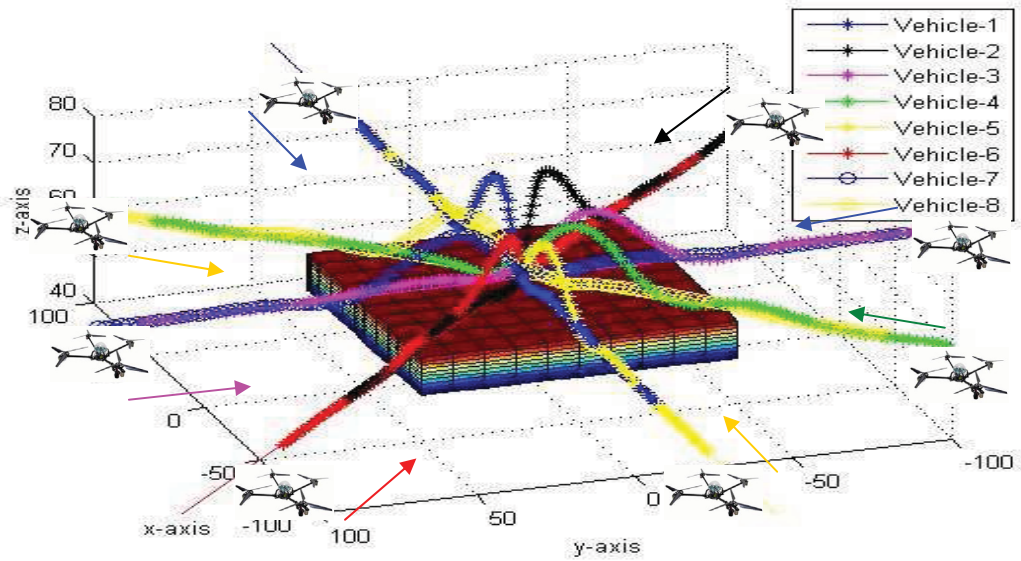 Vehicle-1
Vehicle-2
Vehicle-3
Vehicle-4
Vehicle-5
Vehicle-6
Vehicle-7
Vehicle-8
80
70
60
40
z-axis
100
0
-50
-100
x-axis
100
50
0
-50
-100
y-axis